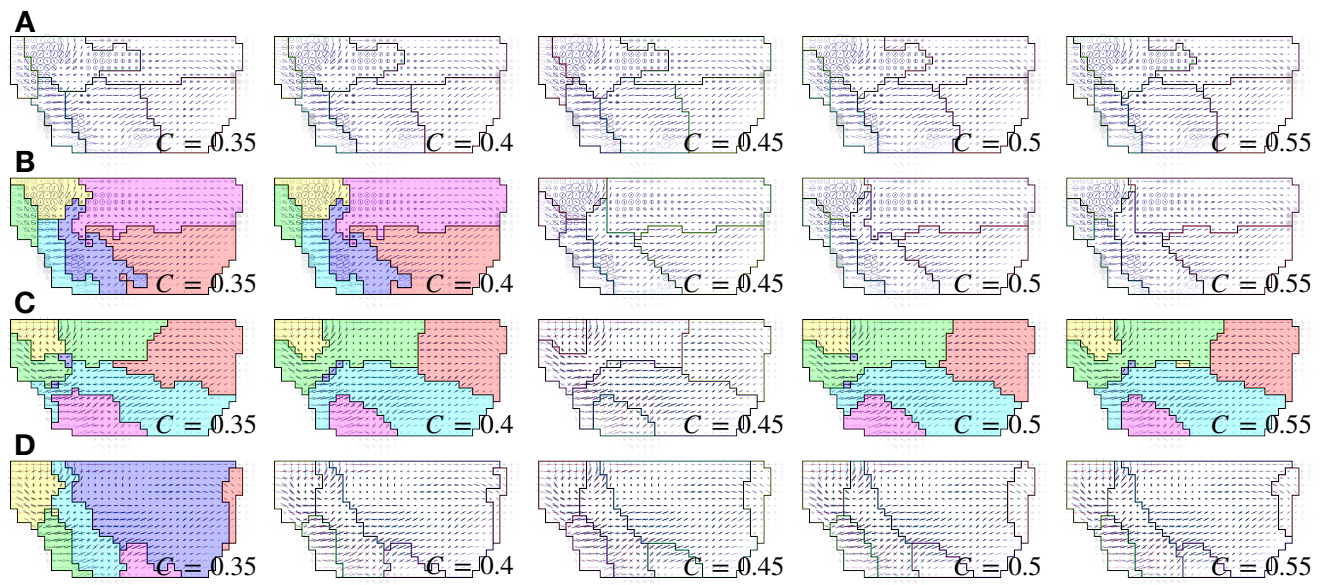 A
C = 0.35 C = 0.4 C = 0.45 C = 0.5 C = 0.55
B
C = 0.35 C = 0.4 C = 0.45 C = 0.5 C = 0.55
C
C = 0.35 C = 0.4 C = 0.45 C = 0.5 C = 0.55
D
C = 0.35 C = 0.4 C = 0.45 C = 0.5 C = 0.55